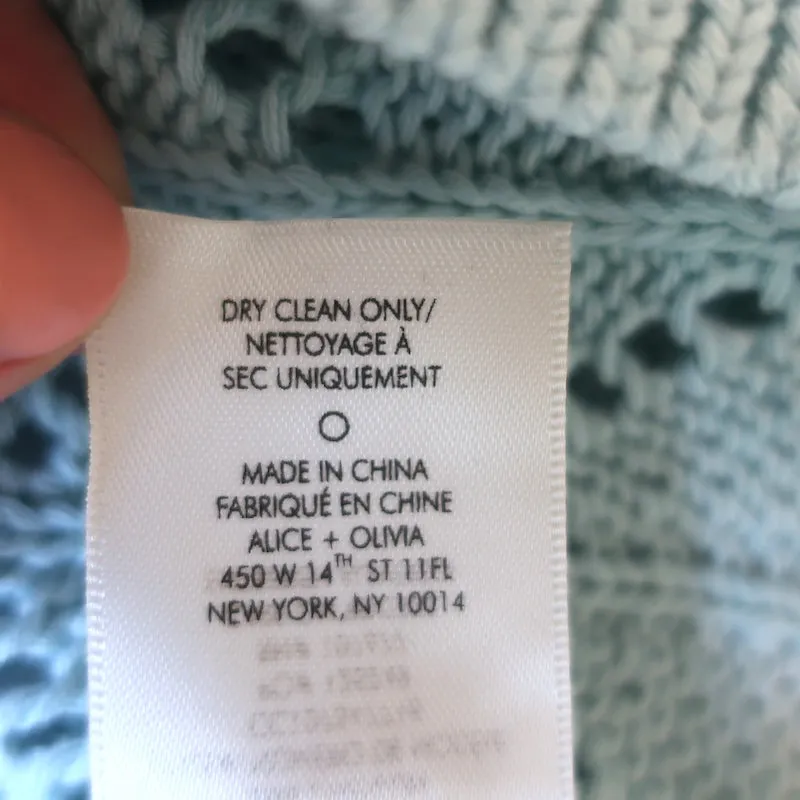 DRY CLEAN ONLY/
NETTOYAGE À
SEC UNIQUEMENT
MADE IN CHINA
FABRIQUÉ EN CHINE
ALICE + OLIVIA
450 W 14TH ST 11FL
NEW YORK, NY 10014